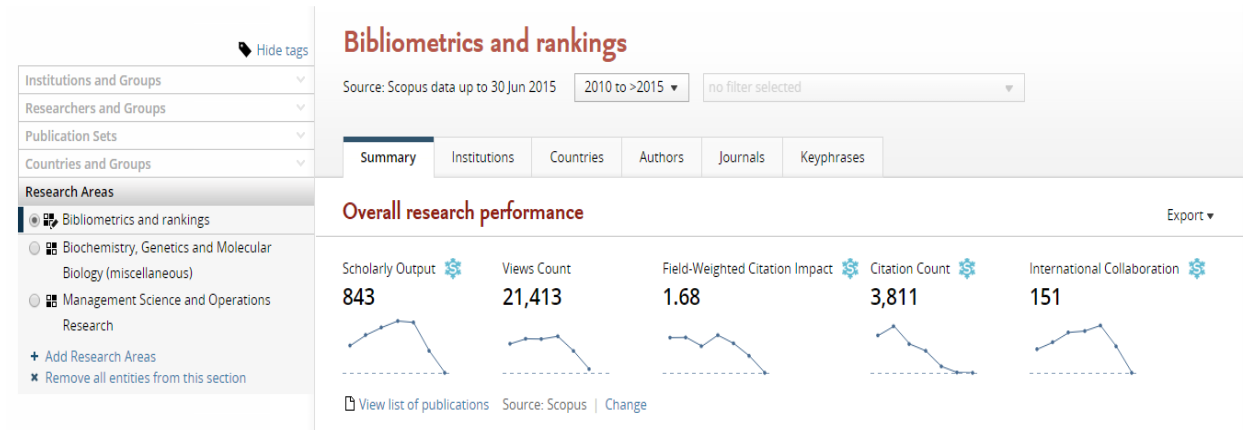 Hide tags
Institutions and Groups
Researchers and Groups
Publication Sets
Countries and Groups
Research Areas
Bibliometrics and rankings
Biochemistry, Genetics and Molecular
Biology (miscellaneous)
Management Science and Operations
Research
+ Add Research Areas
× Remove all entities from this section
Bibliometrics and rankings
Source: Scopus data up to 30 Jun 2015 2010 to >2015 no filter selected
Summary Institutions Countries Authors Journals Keyphrases
Overall research performance Export
Scholarly Output Views Count Field-Weighted Citation Impact Citation Count International Collaboration
843 21,413 1.68 3,811 151
View list of publications Source: Scopus | Change